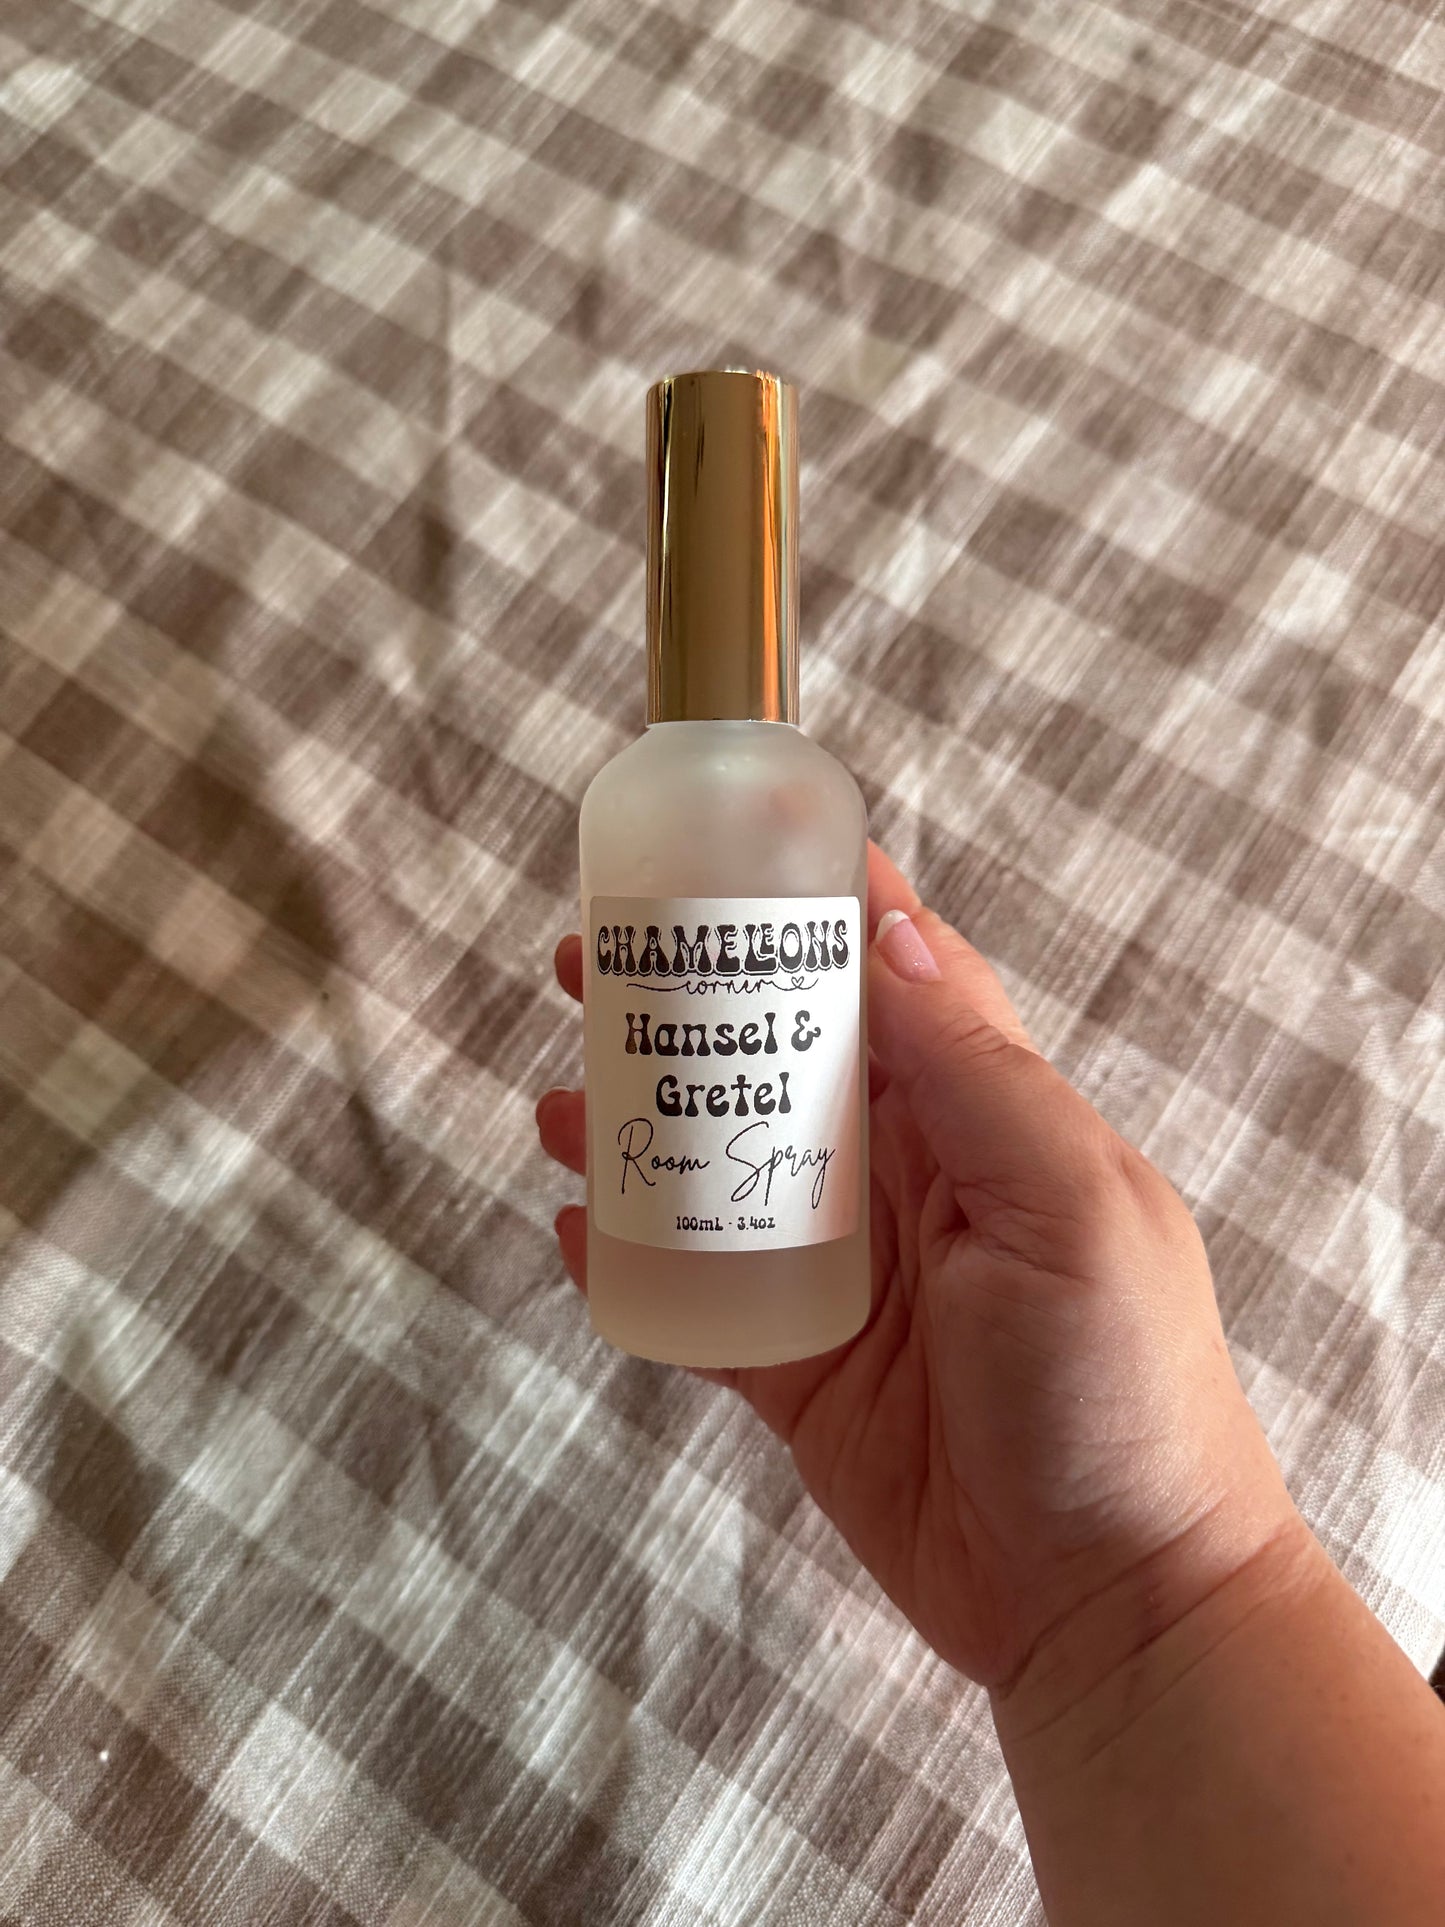 CHAMELEONS
corner
Hansel &
Gretel
Room Spray
100mL - 3.4oz